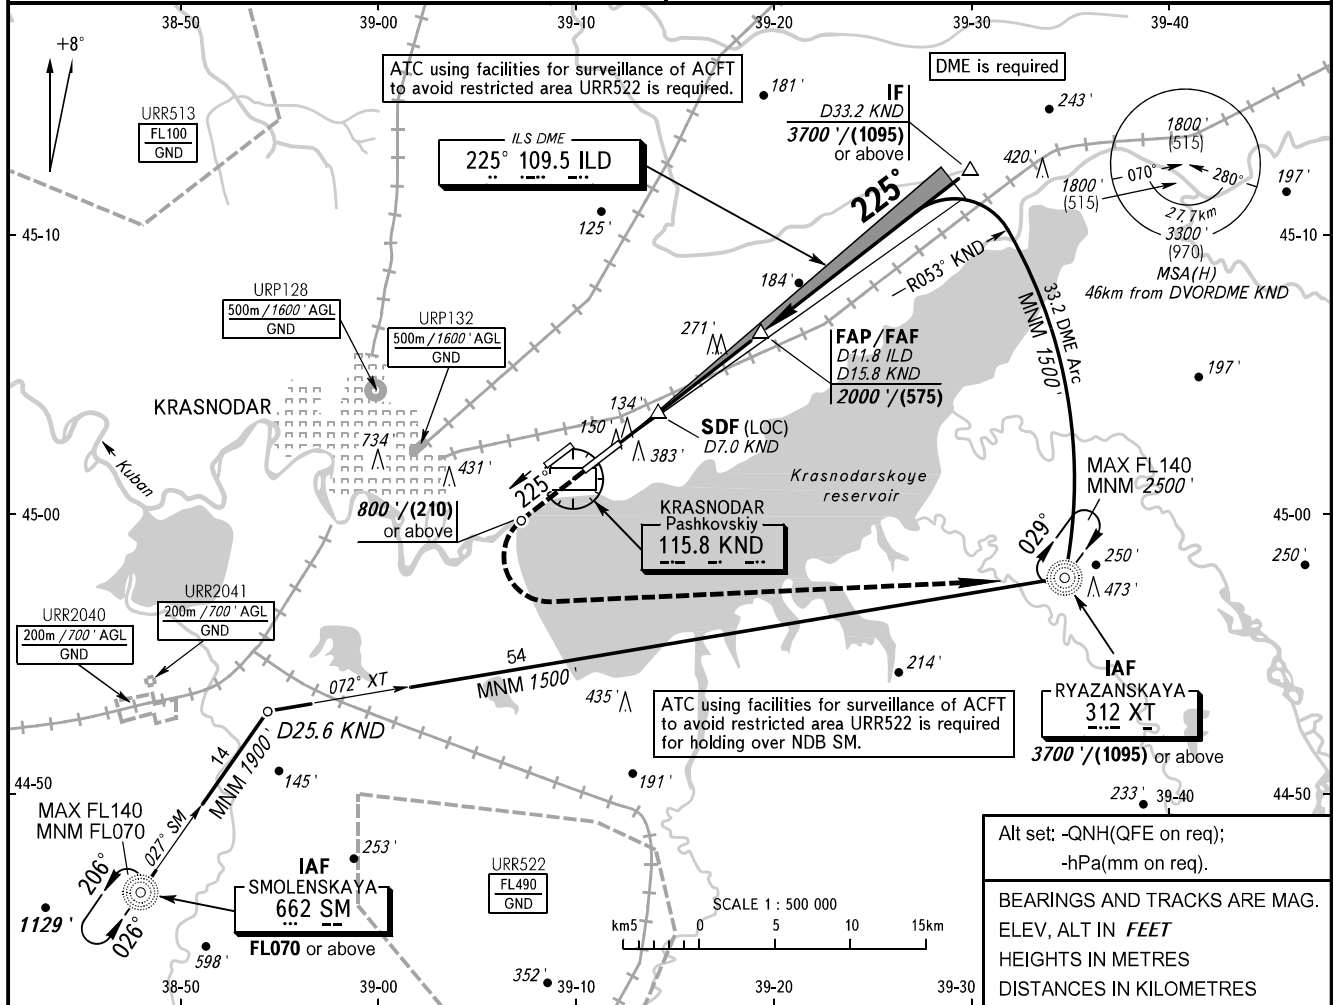 38-50
39-00
39-10
39-20
39-30
39-40
+8°
ATC using facilities for surveillance of ACFT
to avoid restricted area URR522 is required.
DME is required
181'
IF
D33.2 KND
3700'/(1095)
or above
243'
URR513
FL100
GND
ILS DME
225° 109.5 ILD
225°
420'
1800'
(515)
070°
280°
1800'
(515)
27.7km
3300'
(970)
MSA(H)
46km from DVORDME KND
197'
125'
45-10
45-10
184'
R053° KND
33.2 DME Arc
MNM 1500'
URP128
500m/1600' AGL
GND
URP132
500m/1600' AGL
GND
271'
FAP/FAF
D11.8 ILD
D15.8 KND
2000'/(575)
197'
KRASNODAR
134'
150'
SDF (LOC)
D7.0 KND
383'
734'
431'
Kuban
Krasnodarskoye
reservoir
MAX FL140
MNM 2500'
225°
800'/(210)
or above
KRASNODAR
Pashkovskiy
115.8 KND
45-00
45-00
029°
250'
250'
473'
URR2041
200m/700' AGL
GND
URR2040
200m/700' AGL
GND
IAF
RYAZANSKAYA
312 XT
3700'/(1095) or above
214'
072° XT
54
MNM 1500'
435'
ATC using facilities for surveillance of ACFT
to avoid restricted area URR522 is required
for holding over NDB SM.
D25.6 KND
14
MNM 1900'
145'
191'
44-50
44-50
233'
39-40
MAX FL140
MNM FL070
027° SM
206°
026°
253'
IAF
SMOLENSKAYA
662 SM
FL070 or above
URR522
FL490
GND
1129'
598'
352'
SCALE 1 : 500 000
km5
0
5
10
15km
Alt set: -QNH(QFE on req);
-hPa(mm on req).
BEARINGS AND TRACKS ARE MAG.
ELEV, ALT IN FEET
HEIGHTS IN METRES
DISTANCES IN KILOMETRES
38-50
39-00
39-10
39-20
39-30